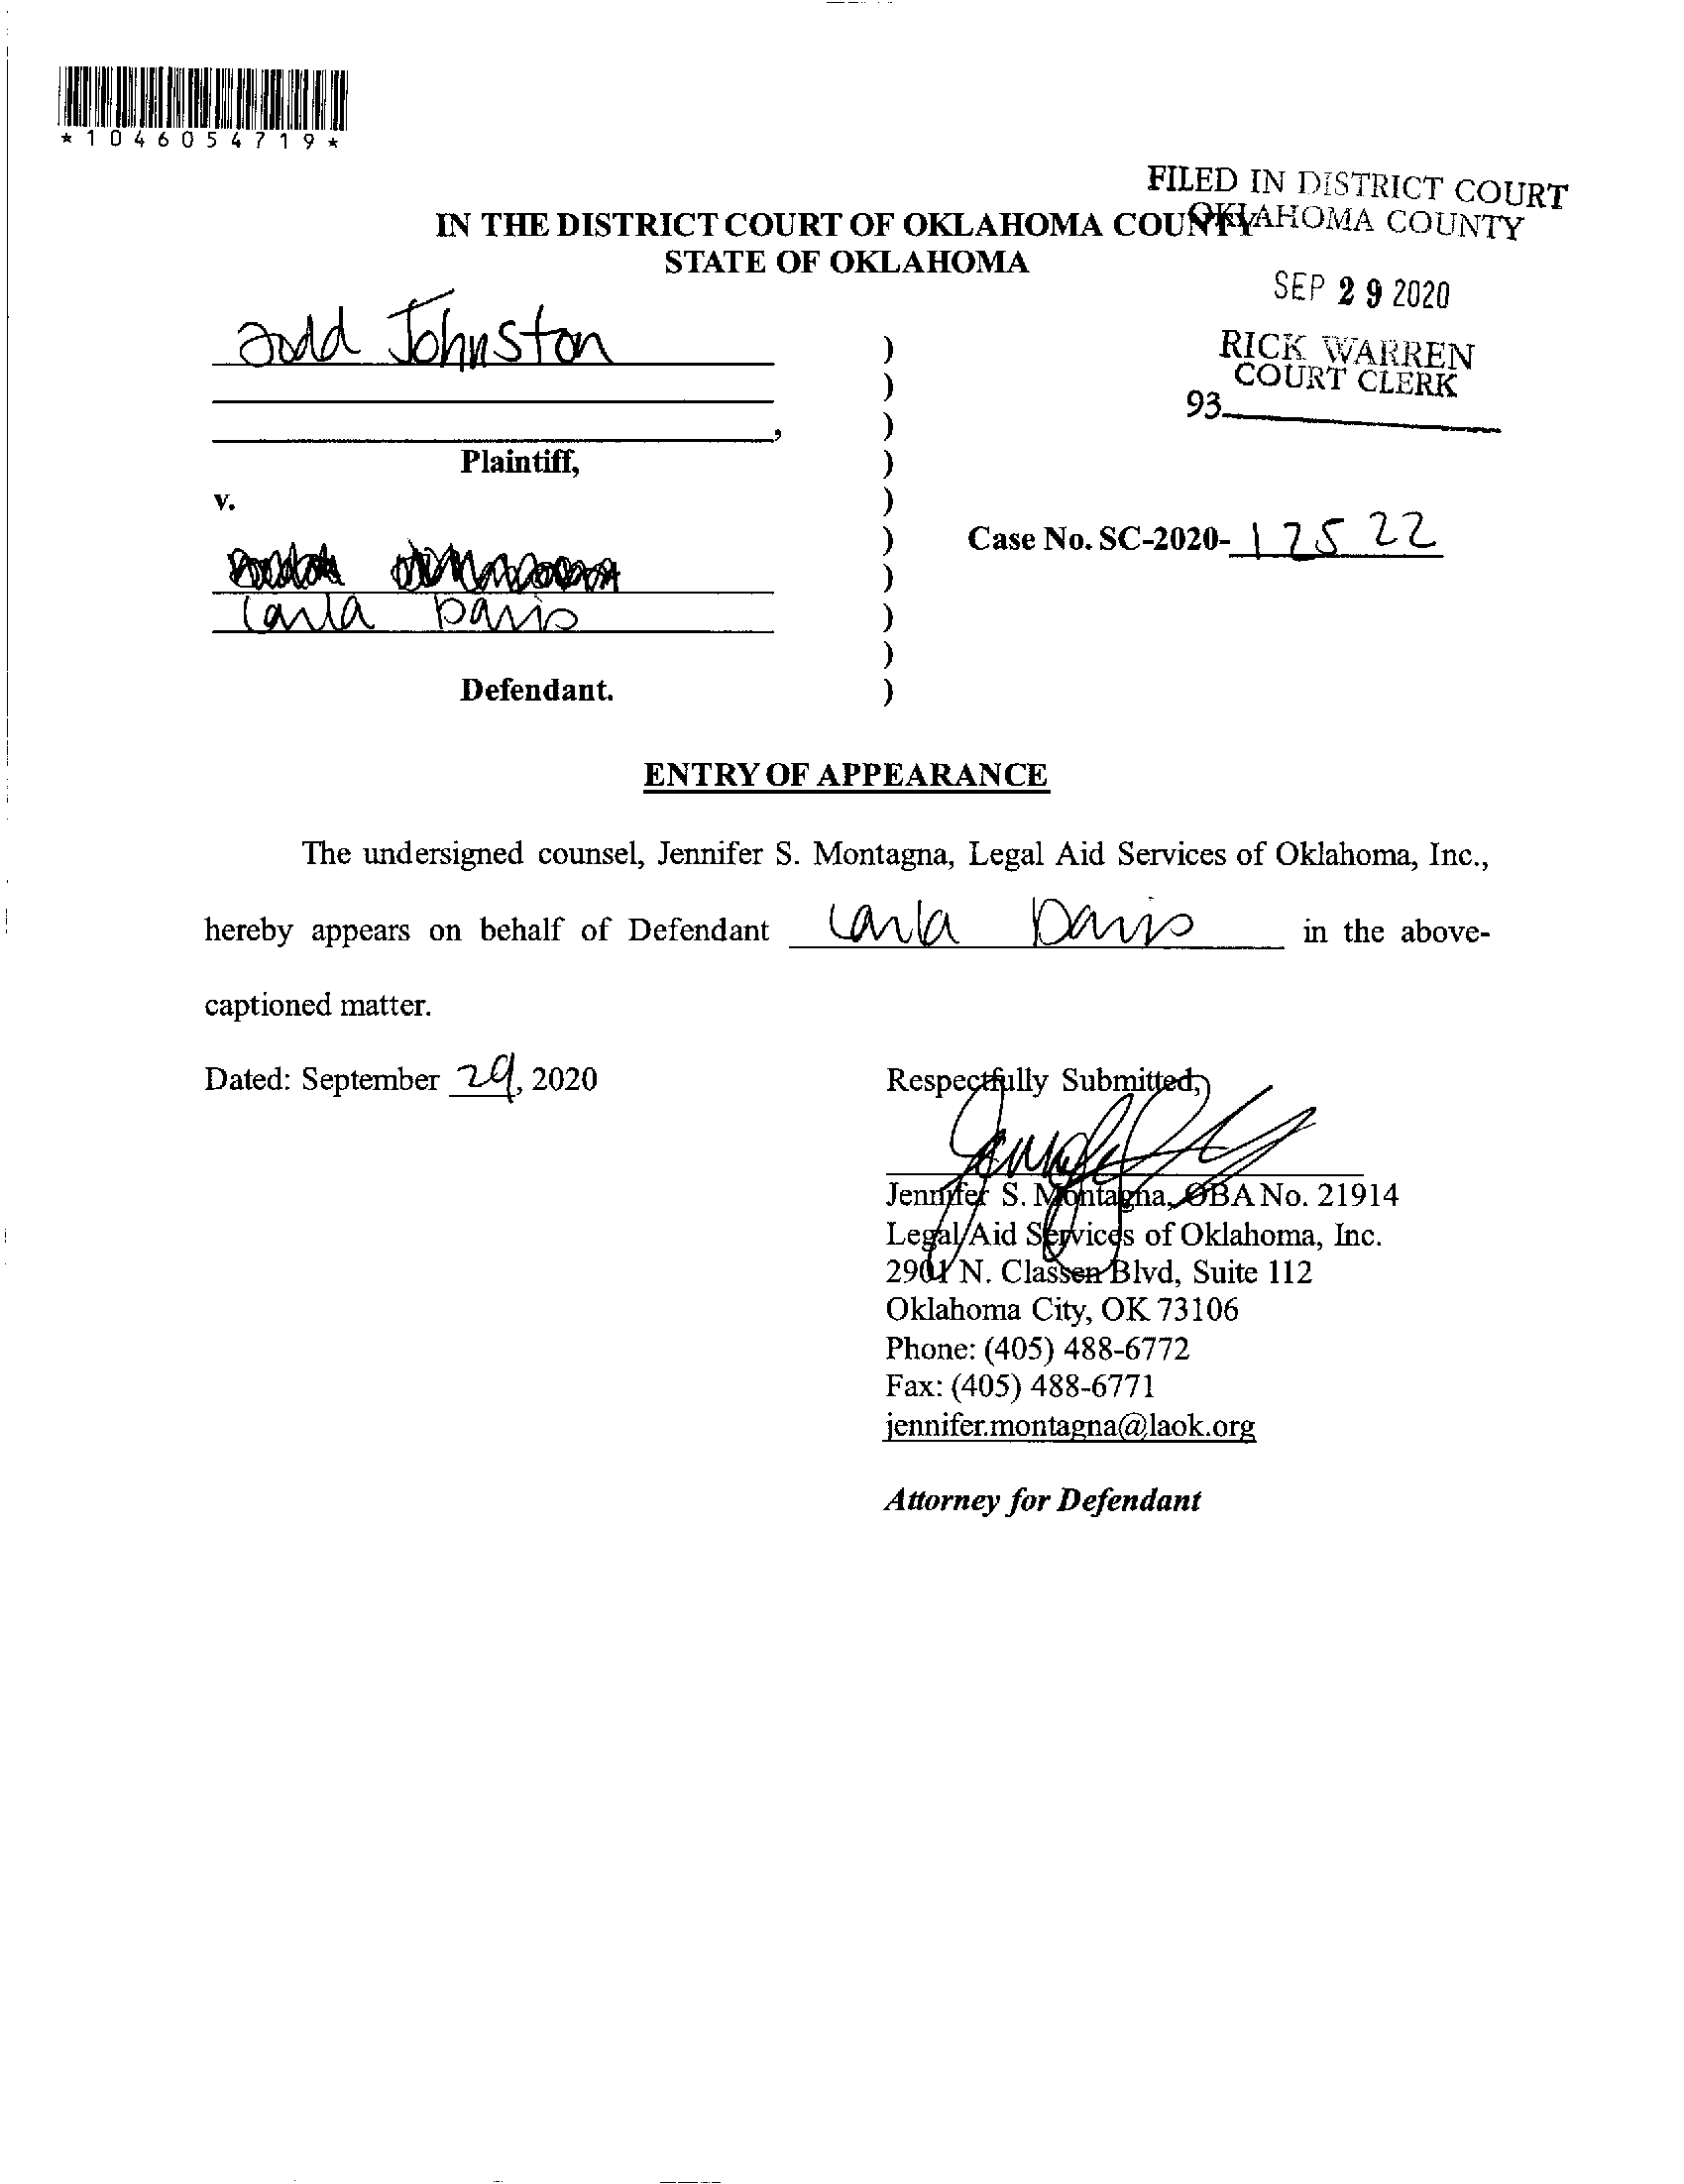 *1046054719*
FILED IN DISTRICT COURT
OKLAHOMA COUNTY
IN THE DISTRICT COURT OF OKLAHOMA COUNTY
STATE OF OKLAHOMA
SEP 29 2020
RICK WARREN
COURT CLERK
93
Todd Johnston
)
)
) ,
Plaintiff, )
v. )
)
Case No. SC-2020- 17522
)
Carla Davis )
)
Defendant. )
ENTRY OF APPEARANCE
The undersigned counsel, Jennifer S. Montagna, Legal Aid Services of Oklahoma, Inc.,
hereby appears on behalf of Defendant Carla Davis in the above-
captioned matter.
Dated: September 29, 2020
Respectfully Submitted,
Jennifer S. Montagna, OBA No. 21914
Legal Aid Services of Oklahoma, Inc.
2901 N. Classen Blvd, Suite 112
Oklahoma City, OK 73106
Phone: (405) 488-6772
Fax: (405) 488-6771
jennifer.montagna@laok.org
Attorney for Defendant